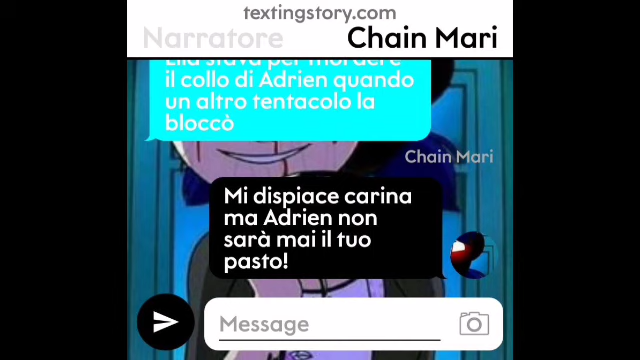 textingstory.com
Narratore Chain Mari
il collo di Adrien quando
un altro tentacolo la
bloccò
Chain Mari
Mi dispiace carina
ma Adrien non
sarà mai il tuo
pasto!
Message